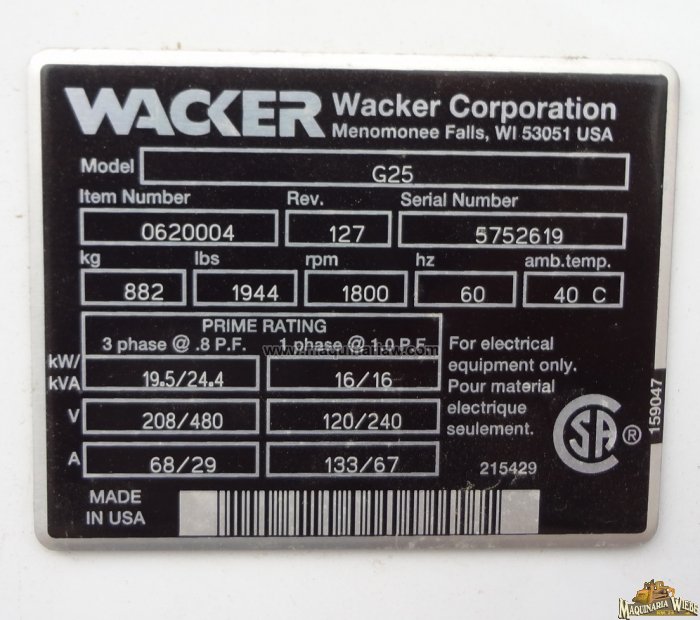 WACKER Wacker Corporation
Menomonee Falls, WI 53051 USA
Model G25
Item Number Rev. Serial Number
0620004 127 5752619
kg lbs rpm hz amb.temp.
882 1944 1800 60 40 C
PRIME RATING
3 phase @ .8 P.F. 1 phase @ 1.0 P.F.
kW/
kVA 19.5/24.4 16/16
V 208/480 120/240
A 68/29 133/67
For electrical
equipment only.
Pour material
electrique
seulement.
CSA ®
159047
215429
MADE
IN USA
MAQUINARIA WIEBE